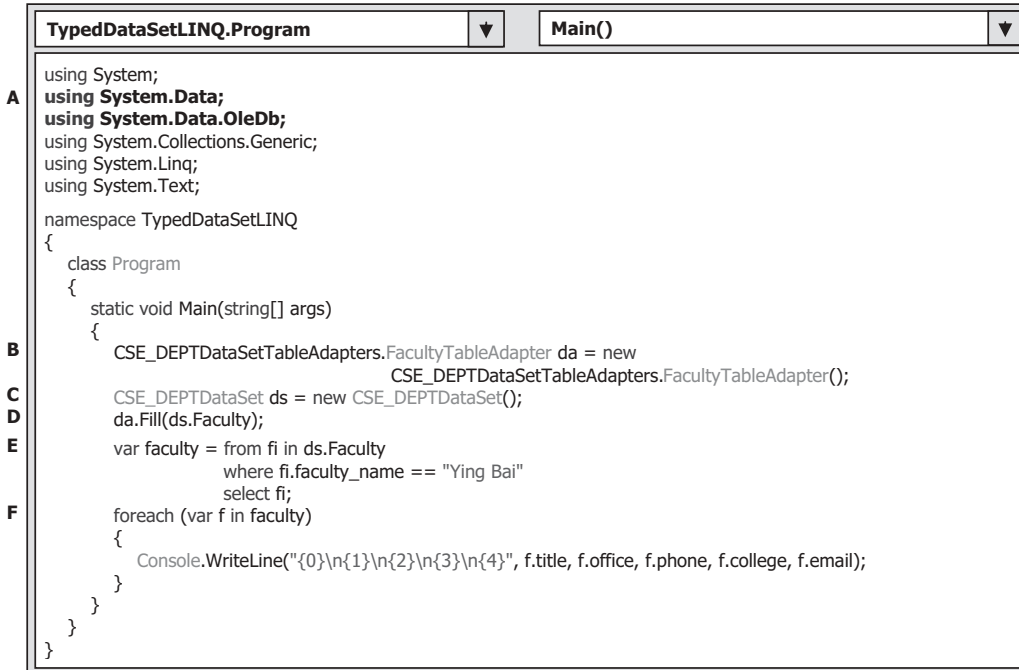 TypedDataSetLINQ.Program Main()
using System;
A using System.Data;
using System.Data.OleDb;
using System.Collections.Generic;
using System.Linq;
using System.Text;
namespace TypedDataSetLINQ
{
class Program
{
static void Main(string[] args)
{
B CSE_DEPTDataSetTableAdapters.FacultyTableAdapter da = new
CSE_DEPTDataSetTableAdapters.FacultyTableAdapter();
C CSE_DEPTDataSet ds = new CSE_DEPTDataSet();
D da.Fill(ds.Faculty);
E var faculty = from fi in ds.Faculty
where fi.faculty_name == "Ying Bai"
select fi;
F foreach (var f in faculty)
{
Console.WriteLine("{0}\n{1}\n{2}\n{3}\n{4}", f.title, f.office, f.phone, f.college, f.email);
}
}
}
}